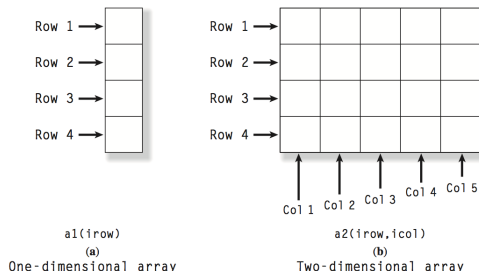 Row 1
Row 2
Row 3
Row 4
a1(irow)
(a)
One-dimensional array
Row 1
Row 2
Row 3
Row 4
Col 1
Col 2
Col 3
Col 4
Col 5
a2(irow,icol)
(b)
Two-dimensional array